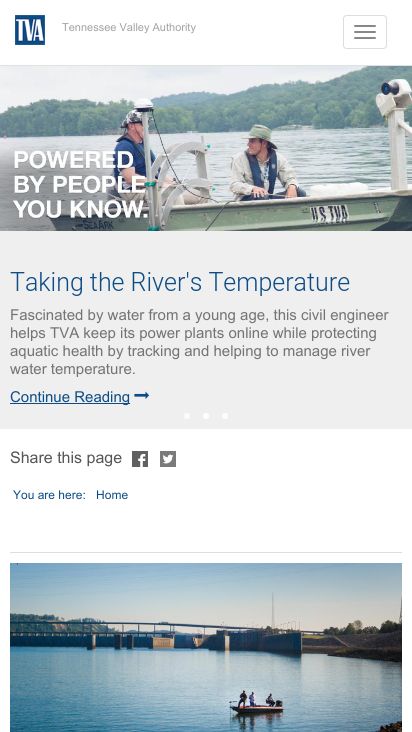 TVA
Tennessee Valley Authority
POWERED
BY PEOPLE
YOU KNOW.
U.S. TVA
SEAARK
Taking the River's Temperature
Fascinated by water from a young age, this civil engineer
helps TVA keep its power plants online while protecting
aquatic health by tracking and helping to manage river
water temperature.
Continue Reading
Share this page
You are here: Home